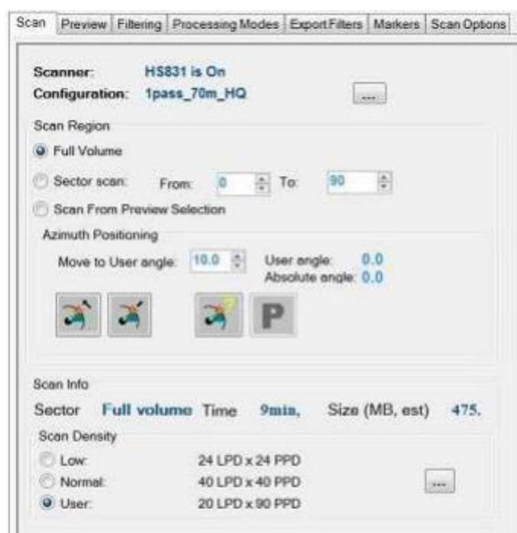 Scan Preview Filtering Processing Modes Export Filters Markers Scan Options
Scanner: HS831 is On
Configuration: 1pass_70m_HQ ...
Scan Region
Full Volume
Sector scan: From: 0 To: 90
Scan From Preview Selection
Azimuth Positioning
Move to User angle: 10.0 User angle: 0.0
Absolute angle: 0.0
P
Scan Info
Sector Full volume Time 9min, Size (MB, est) 475.
Scan Density
Low: 24 LPD x 24 PPD
Normal: 40 LPD x 40 PPD ...
User: 20 LPD x 90 PPD